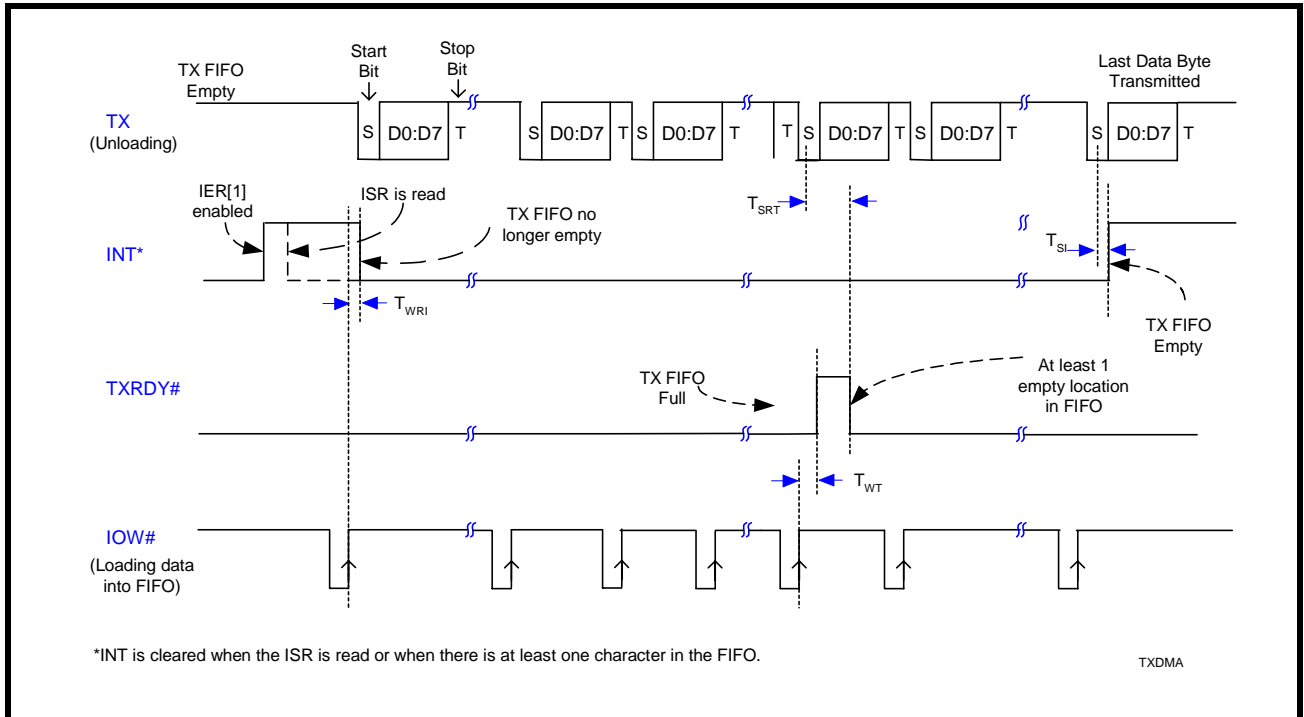 Start
Bit
Stop
Bit
TX FIFO
Empty
Last Data Byte
Transmitted
TX
(Unloading)
S D0:D7 T S D0:D7 T S D0:D7 T T S D0:D7 T S D0:D7 T S D0:D7 T
IER[1]
enabled
ISR is read
TX FIFO no
longer empty
TSRT
TSI
INT*
TWRI
TX FIFO
Empty
TXRDY#
TX FIFO
Full
At least 1
empty location
in FIFO
TWT
IOW#
(Loading data
into FIFO)
*INT is cleared when the ISR is read or when there is at least one character in the FIFO.
TXDMA